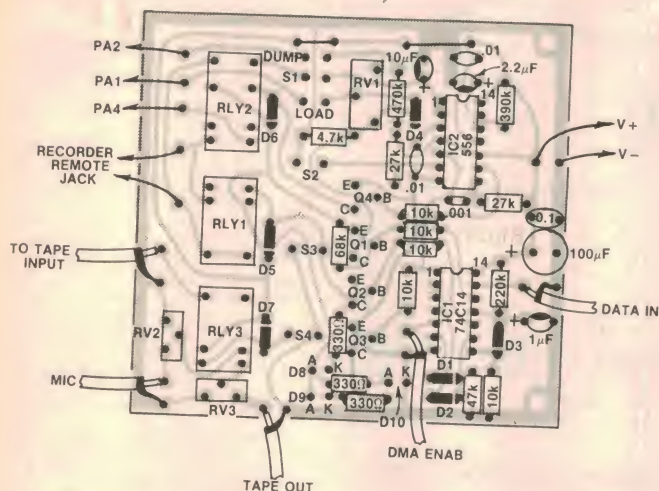 PA2
PA1
PA4
RECORDER
REMOTE
JACK
TO TAPE
INPUT
MIC
DUMP
S1
LOAD
RLY2
D6
4.7k
RV1
10µF
+
470k
D4
.01
2.2µF
+
1
14
IC2
556
390k
V+
V-
S2
27k
.01
E
Q4
B
C
.001
27k
0.1
RLY1
D5
S3
68k
E
Q1
B
C
10k
10k
10k
+
100µF
E
Q2
B
C
10k
1
14
IC1
74C14
220k
DATA IN
RV2
RLY3
D7
S4
330Ω
E
Q3
B
C
D3
+
1µF
RV3
D8
A
K
330Ω
A
K
D1
D9
A
K
330Ω
D10
D2
47k
10k
DMA ENAB
TAPE OUT